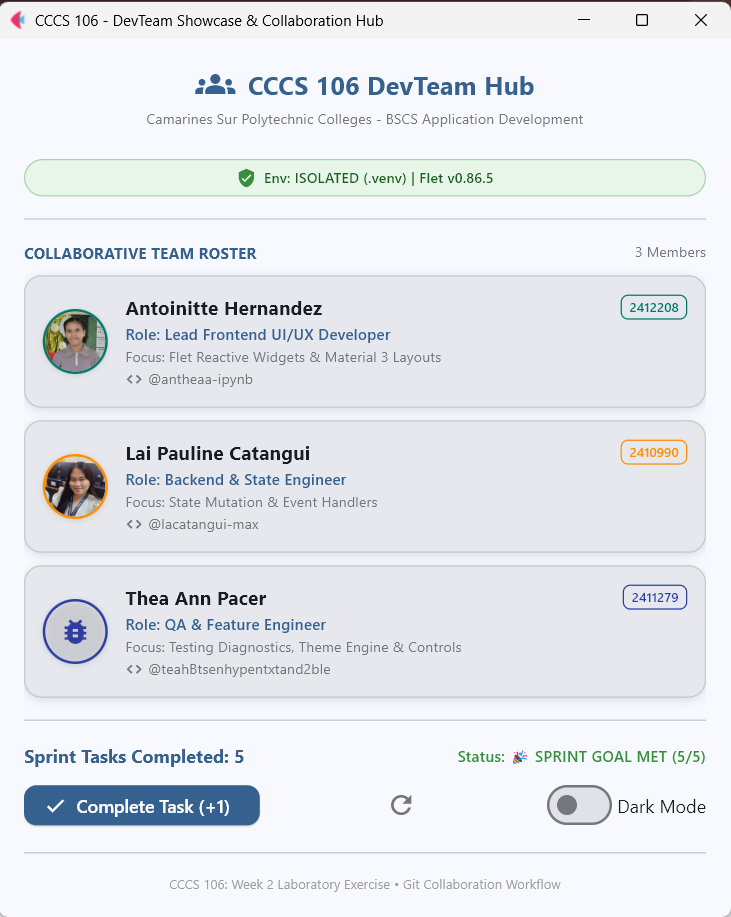 CCCS 106 - DevTeam Showcase & Collaboration Hub
CCCS 106 DevTeam Hub
Camarines Sur Polytechnic Colleges - BSCS Application Development
Env: ISOLATED (.venv) | Flet v0.86.5
COLLABORATIVE TEAM ROSTER
3 Members
Antoinitte Hernandez
2412208
Role: Lead Frontend UI/UX Developer
Focus: Flet Reactive Widgets & Material 3 Layouts
@antheaa-ipynb
Lai Pauline Catangui
2410990
Role: Backend & State Engineer
Focus: State Mutation & Event Handlers
@lacatangui-max
Thea Ann Pacer
2411279
Role: QA & Feature Engineer
Focus: Testing Diagnostics, Theme Engine & Controls
@teahBtsenhypentxtand2ble
Sprint Tasks Completed: 5
Status: 🎉 SPRINT GOAL MET (5/5)
Complete Task (+1)
Dark Mode
CCCS 106: Week 2 Laboratory Exercise • Git Collaboration Workflow